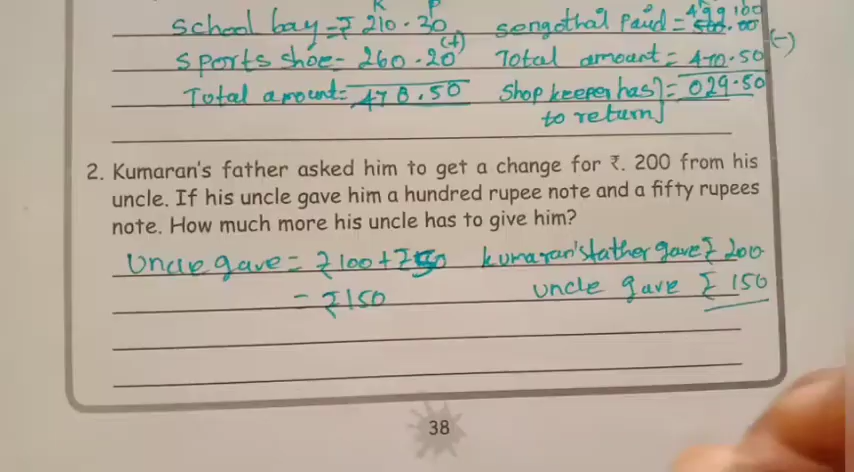 K P
school bag = ₹ 210.30 sengothai Paid = 500.00
sports shoe = 260.20 (+) Total amount = 470.50 (-)
Total amount = 470.50 Shop keeper has to return } = 029.50
2. Kumaran's father asked him to get a change for ₹. 200 from his
uncle. If his uncle gave him a hundred rupee note and a fifty rupees
note. How much more his uncle has to give him?
Uncle gave = ₹100 + ₹50 kumaran's father gave ₹ 200
= ₹150 uncle gave ₹ 150
38